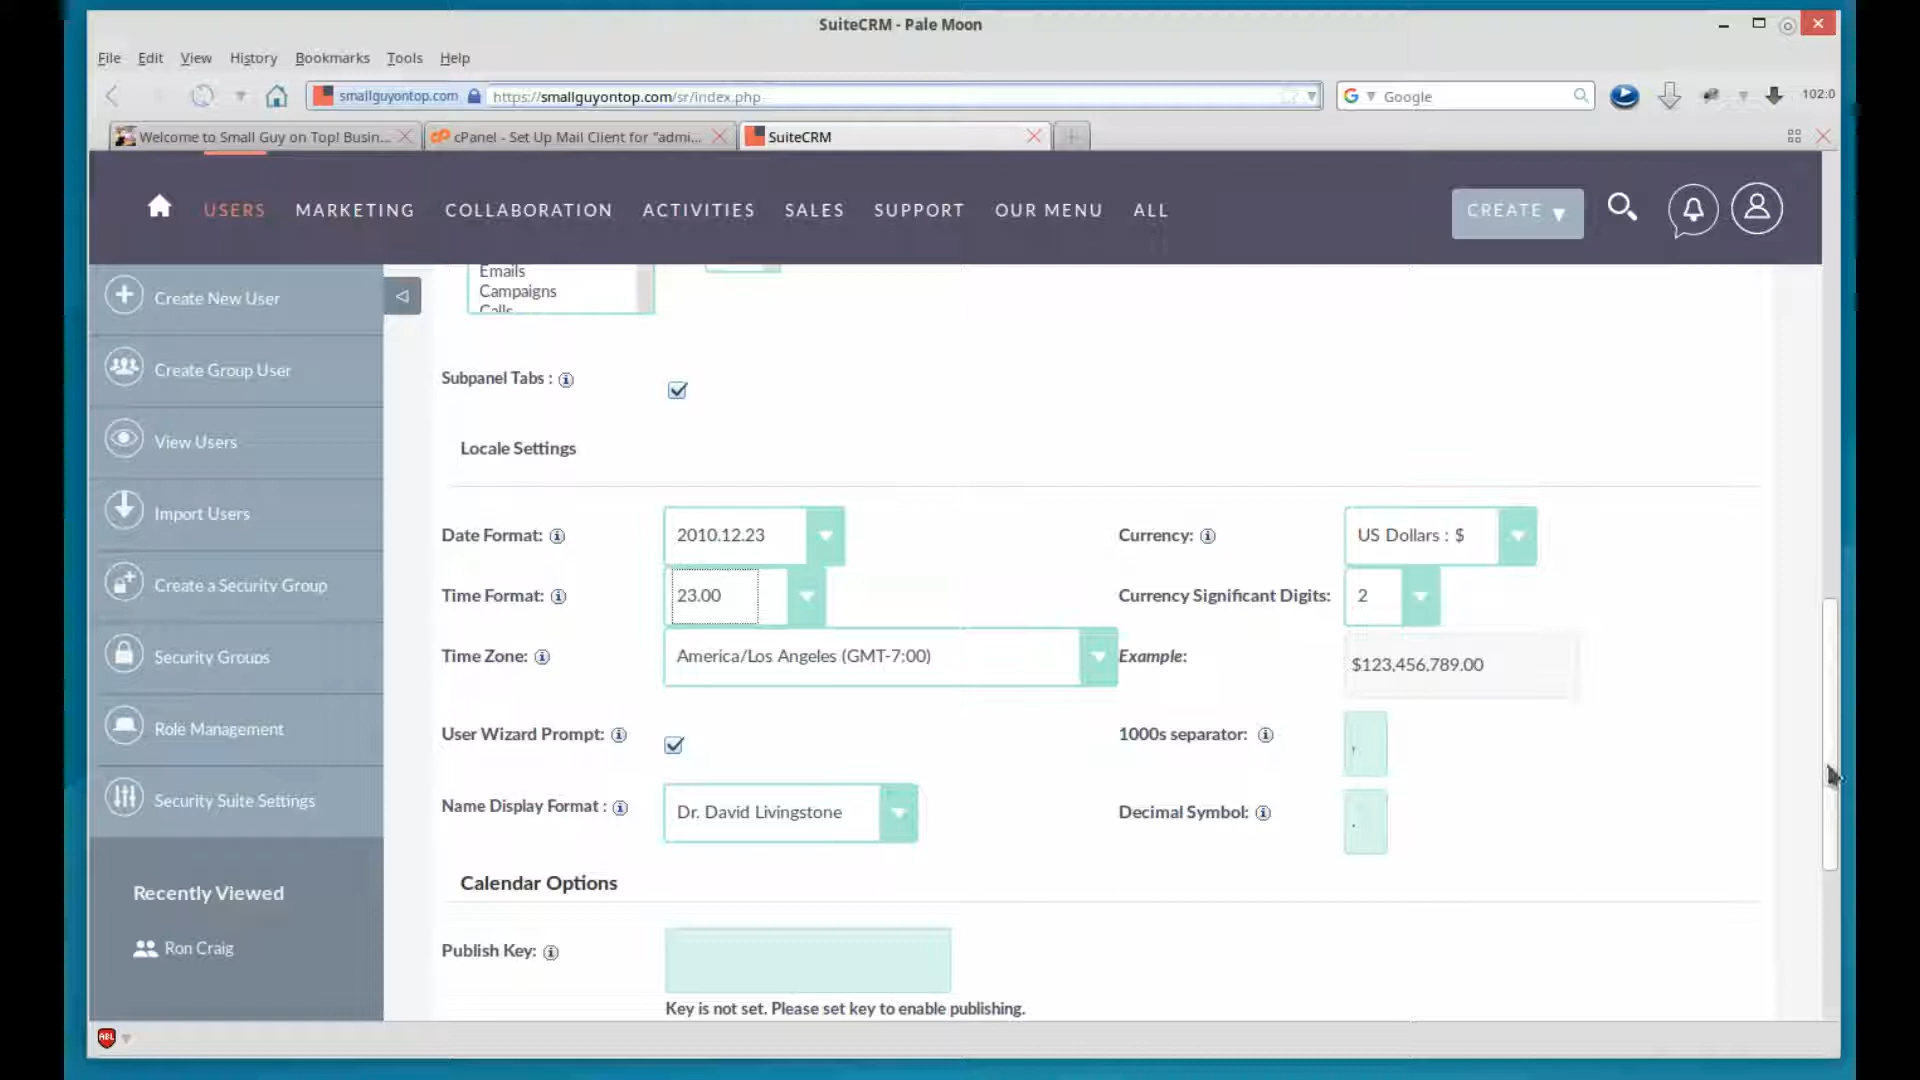 SuiteCRM - Pale Moon
File Edit View History Bookmarks Tools Help
smallguyontop.com https://smallguyontop.com/sr/index.php
Google
102:0
Welcome to Small Guy on Top! Busin...
cPanel - Set Up Mail Client for "admi...
SuiteCRM
USERS MARKETING COLLABORATION ACTIVITIES SALES SUPPORT OUR MENU ALL
CREATE
Create New User
Create Group User
View Users
Import Users
Create a Security Group
Security Groups
Role Management
Security Suite Settings
Recently Viewed
Ron Craig
Emails
Campaigns
Calls
Subpanel Tabs :
Locale Settings
Date Format: 2010.12.23
Currency: US Dollars : $
Time Format: 23.00
Currency Significant Digits: 2
Time Zone: America/Los Angeles (GMT-7:00)
Example: $123,456,789.00
User Wizard Prompt:
1000s separator: ,
Name Display Format : Dr. David Livingstone
Decimal Symbol: .
Calendar Options
Publish Key:
Key is not set. Please set key to enable publishing.
ABL